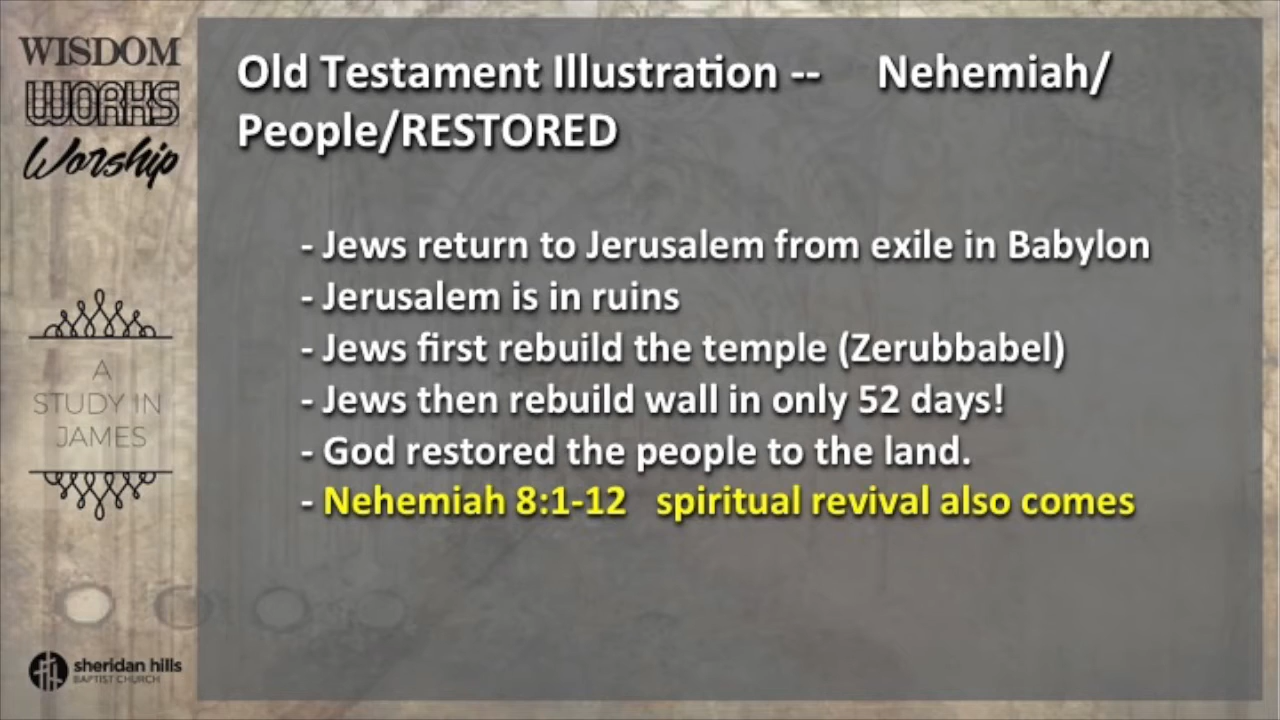 WISDOM
WORKS
Worship
A
STUDY IN
JAMES
sheridan hills
BAPTIST CHURCH
Old Testament Illustration -- Nehemiah/
People/RESTORED
- Jews return to Jerusalem from exile in Babylon
- Jerusalem is in ruins
- Jews first rebuild the temple (Zerubbabel)
- Jews then rebuild wall in only 52 days!
- God restored the people to the land.
- Nehemiah 8:1-12 spiritual revival also comes